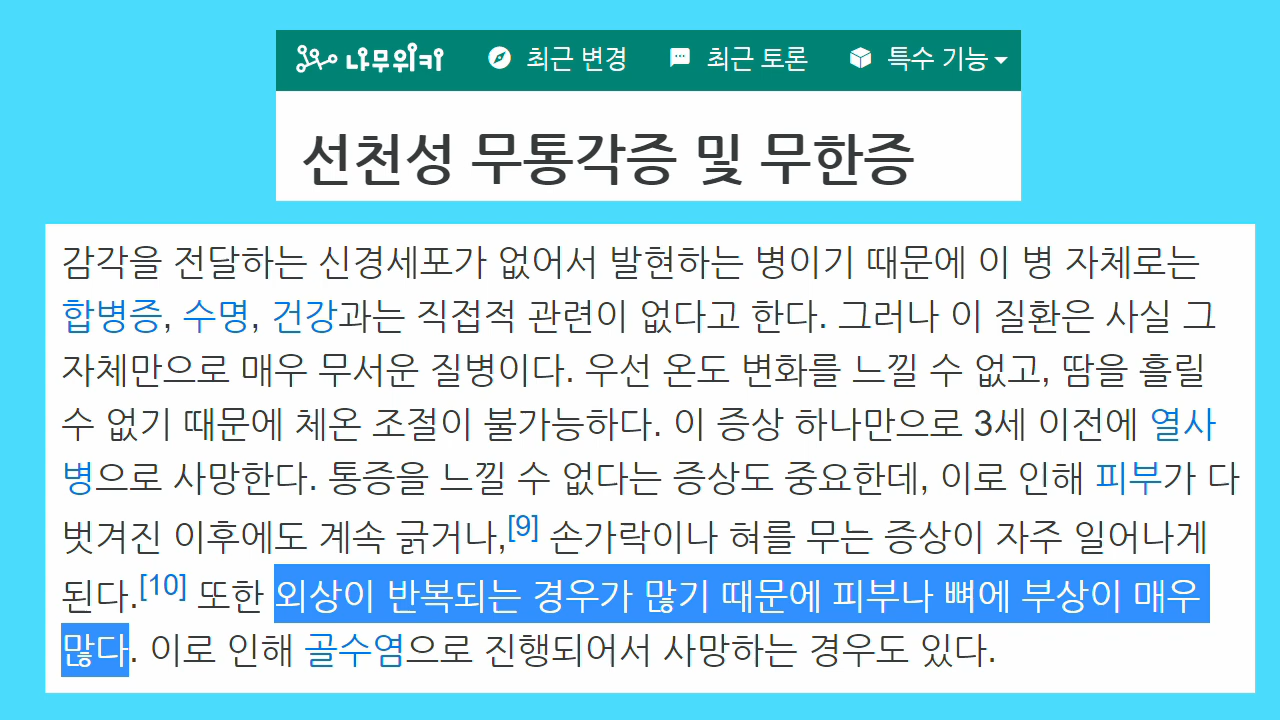 나무위키 최근 변경 최근 토론 특수 기능
선천성 무통각증 및 무한증
감각을 전달하는 신경세포가 없어서 발현하는 병이기 때문에 이 병 자체로는
합병증, 수명, 건강과는 직접적 관련이 없다고 한다. 그러나 이 질환은 사실 그
자체만으로 매우 무서운 질병이다. 우선 온도 변화를 느낄 수 없고, 땀을 흘릴
수 없기 때문에 체온 조절이 불가능하다. 이 증상 하나만으로 3세 이전에 열사
병으로 사망한다. 통증을 느낄 수 없다는 증상도 중요한데, 이로 인해 피부가 다
벗겨진 이후에도 계속 긁거나,[9] 손가락이나 혀를 무는 증상이 자주 일어나게
된다.[10] 또한 외상이 반복되는 경우가 많기 때문에 피부나 뼈에 부상이 매우
많다. 이로 인해 골수염으로 진행되어서 사망하는 경우도 있다.